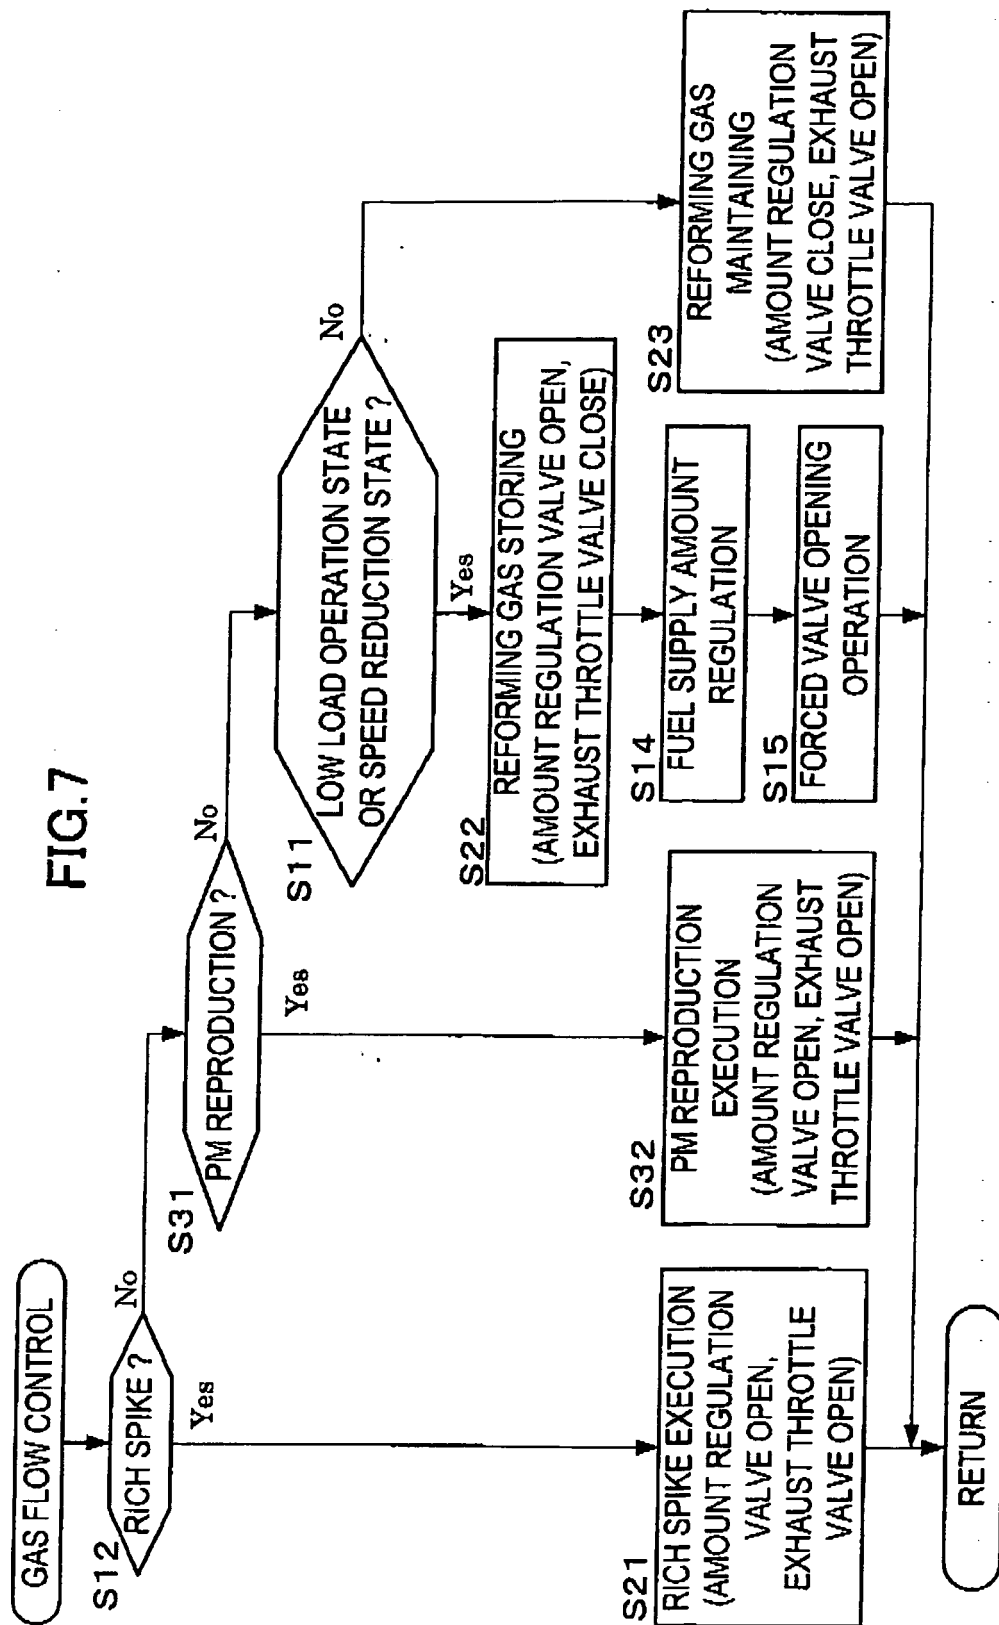 FIG.7
GAS FLOW CONTROL
S12
RICH SPIKE ?
No
Yes
S31
PM REPRODUCTION ?
No
Yes
S11
LOW LOAD OPERATION STATE
OR SPEED REDUCTION STATE ?
No
Yes
S21
RICH SPIKE EXECUTION
(AMOUNT REGULATION
VALVE OPEN,
EXHAUST THROTTLE
VALVE OPEN)
S32
PM REPRODUCTION
EXECUTION
(AMOUNT REGULATION
VALVE OPEN, EXHAUST
THROTTLE VALVE OPEN)
S22
REFORMING GAS STORING
(AMOUNT REGULATION VALVE OPEN,
EXHAUST THROTTLE VALVE CLOSE)
S14
FUEL SUPPLY AMOUNT
REGULATION
S15
FORCED VALVE OPENING
OPERATION
S23
REFORMING GAS
MAINTAINING
(AMOUNT REGULATION
VALVE CLOSE, EXHAUST
THROTTLE VALVE OPEN)
RETURN